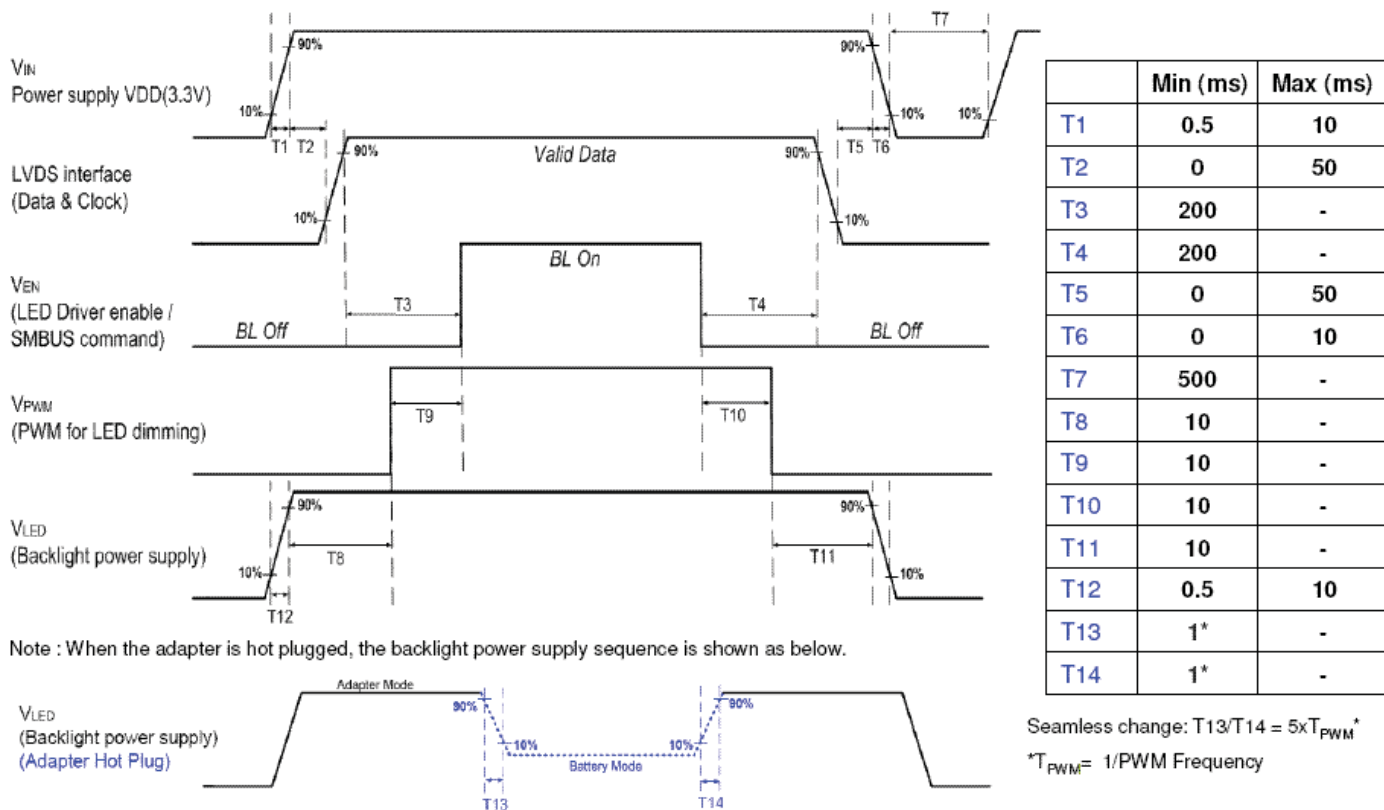 T7
90%
90%
VIN
Power supply VDD(3.3V)
10%
10%
10%
T1
T2
T5
T6
90%
Valid Data
90%
LVDS interface
(Data & Clock)
10%
10%
BL On
VEN
(LED Driver enable /
SMBUS command)
BL Off
T3
T4
BL Off
VPWM
(PWM for LED dimming)
T9
T10
90%
90%
VLED
(Backlight power supply)
T8
T11
10%
10%
T12
Note : When the adapter is hot plugged, the backlight power supply sequence is shown as below.
Adapter Mode
VLED
(Backlight power supply)
(Adapter Hot Plug)
90%
90%
10%
10%
Battery Mode
T13
T14
Min (ms) Max (ms)
T1 0.5 10
T2 0 50
T3 200 -
T4 200 -
T5 0 50
T6 0 10
T7 500 -
T8 10 -
T9 10 -
T10 10 -
T11 10 -
T12 0.5 10
T13 1* -
T14 1* -
Seamless change: T13/T14 = 5xTPWM*
*TPWM= 1/PWM Frequency